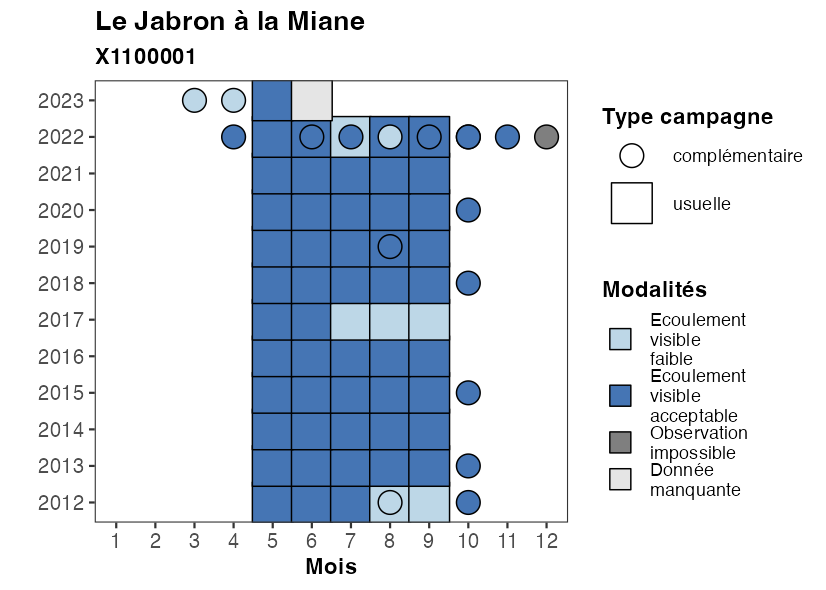 Le Jabron à la Miane
X1100001
2023
2022
2021
2020
2019
2018
2017
2016
2015
2014
2013
2012
1 2 3 4 5 6 7 8 9 10 11 12
Mois
Type campagne
complémentaire
usuelle
Modalités
Ecoulement
visible
faible
Ecoulement
visible
acceptable
Observation
impossible
Donnée
manquante